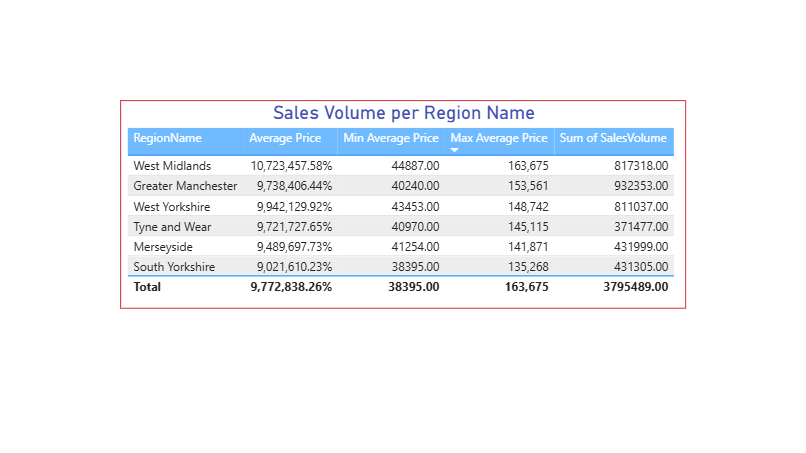 Sales Volume per Region Name
RegionName Average Price Min Average Price Max Average Price Sum of SalesVolume
West Midlands 10,723,457.58% 44887.00 163,675 817318.00
Greater Manchester 9,738,406.44% 40240.00 153,561 932353.00
West Yorkshire 9,942,129.92% 43453.00 148,742 811037.00
Tyne and Wear 9,721,727.65% 40970.00 145,115 371477.00
Merseyside 9,489,697.73% 41254.00 141,871 431999.00
South Yorkshire 9,021,610.23% 38395.00 135,268 431305.00
Total 9,772,838.26% 38395.00 163,675 3795489.00